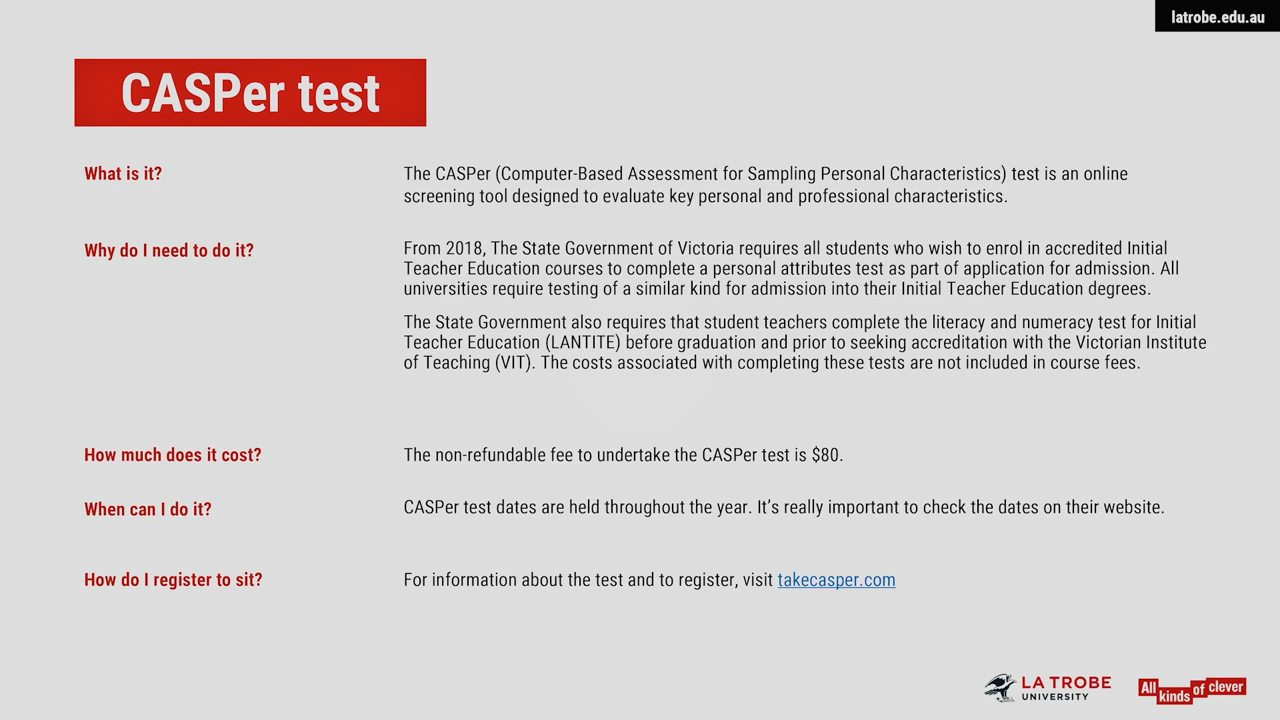 latrobe.edu.au
CASPer test
What is it?
The CASPer (Computer-Based Assessment for Sampling Personal Characteristics) test is an online
screening tool designed to evaluate key personal and professional characteristics.
Why do I need to do it?
From 2018, The State Government of Victoria requires all students who wish to enrol in accredited Initial
Teacher Education courses to complete a personal attributes test as part of application for admission. All
universities require testing of a similar kind for admission into their Initial Teacher Education degrees.
The State Government also requires that student teachers complete the literacy and numeracy test for Initial
Teacher Education (LANTITE) before graduation and prior to seeking accreditation with the Victorian Institute
of Teaching (VIT). The costs associated with completing these tests are not included in course fees.
How much does it cost?
The non-refundable fee to undertake the CASPer test is $80.
When can I do it?
CASPer test dates are held throughout the year. It’s really important to check the dates on their website.
How do I register to sit?
For information about the test and to register, visit takecasper.com
LA TROBE
UNIVERSITY
All kinds of clever